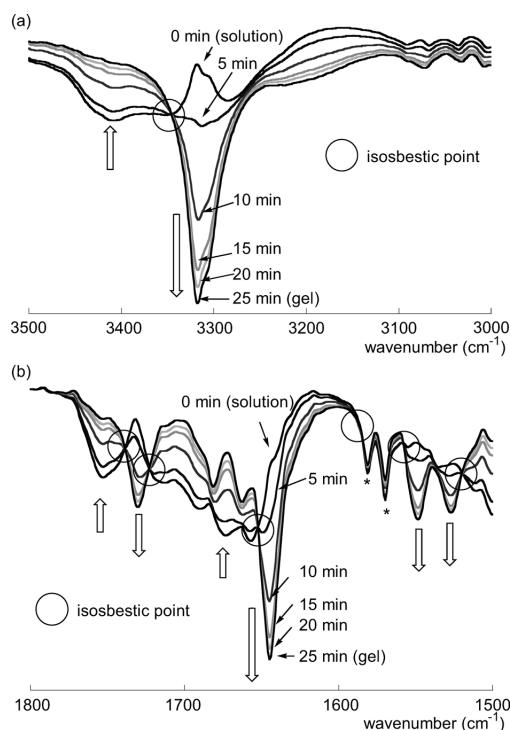 (a)
0 min (solution)
5 min
isosbestic point
10 min
15 min
20 min
25 min (gel)
3500 3400 3300 3200 3100 3000
wavenumber (cm-1)
(b)
0 min (solution)
5 min
* *
10 min
isosbestic point
15 min
20 min
25 min (gel)
1800 1700 1600 1500
wavenumber (cm-1)